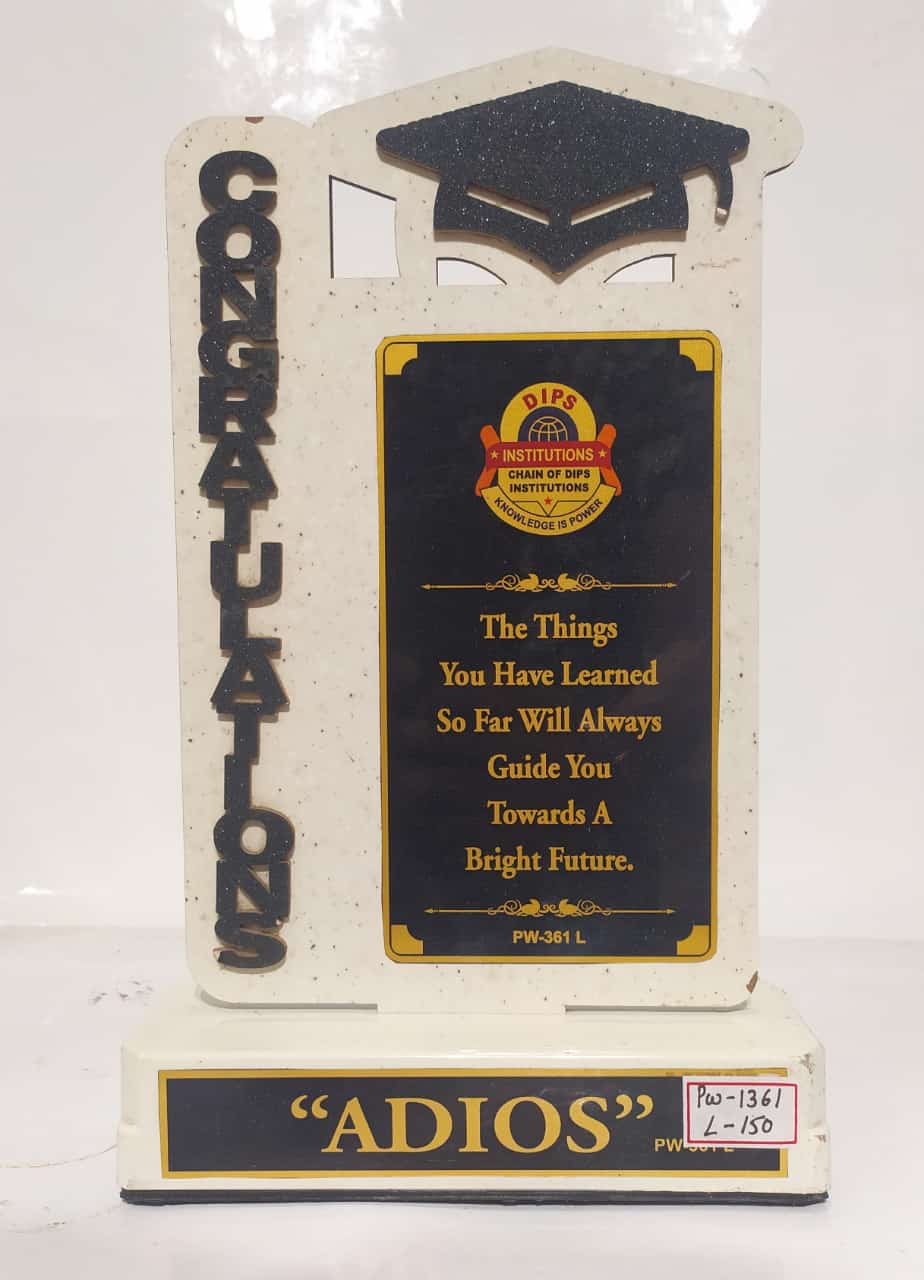 CONGRATULATIONS
DIPS
INSTITUTIONS
CHAIN OF DIPS
INSTITUTIONS
KNOWLEDGE IS POWER
The Things
You Have Learned
So Far Will Always
Guide You
Towards A
Bright Future.
PW-361 L
“ADIOS”
PW-1361
L-150